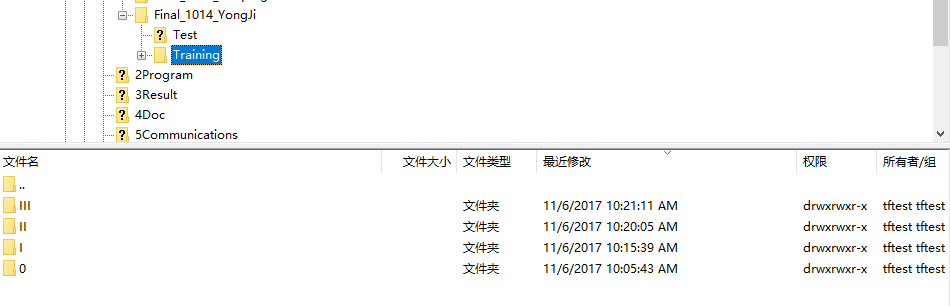 Final_1014_YongJi
Test
Training
2Program
3Result
4Doc
5Communications
文件名 文件大小 文件类型 最近修改 权限 所有者/组
..
III 文件夹 11/6/2017 10:21:11 AM drwxrwxr-x tftest tftest
II 文件夹 11/6/2017 10:20:05 AM drwxrwxr-x tftest tftest
I 文件夹 11/6/2017 10:15:39 AM drwxrwxr-x tftest tftest
0 文件夹 11/6/2017 10:05:43 AM drwxrwxr-x tftest tftest